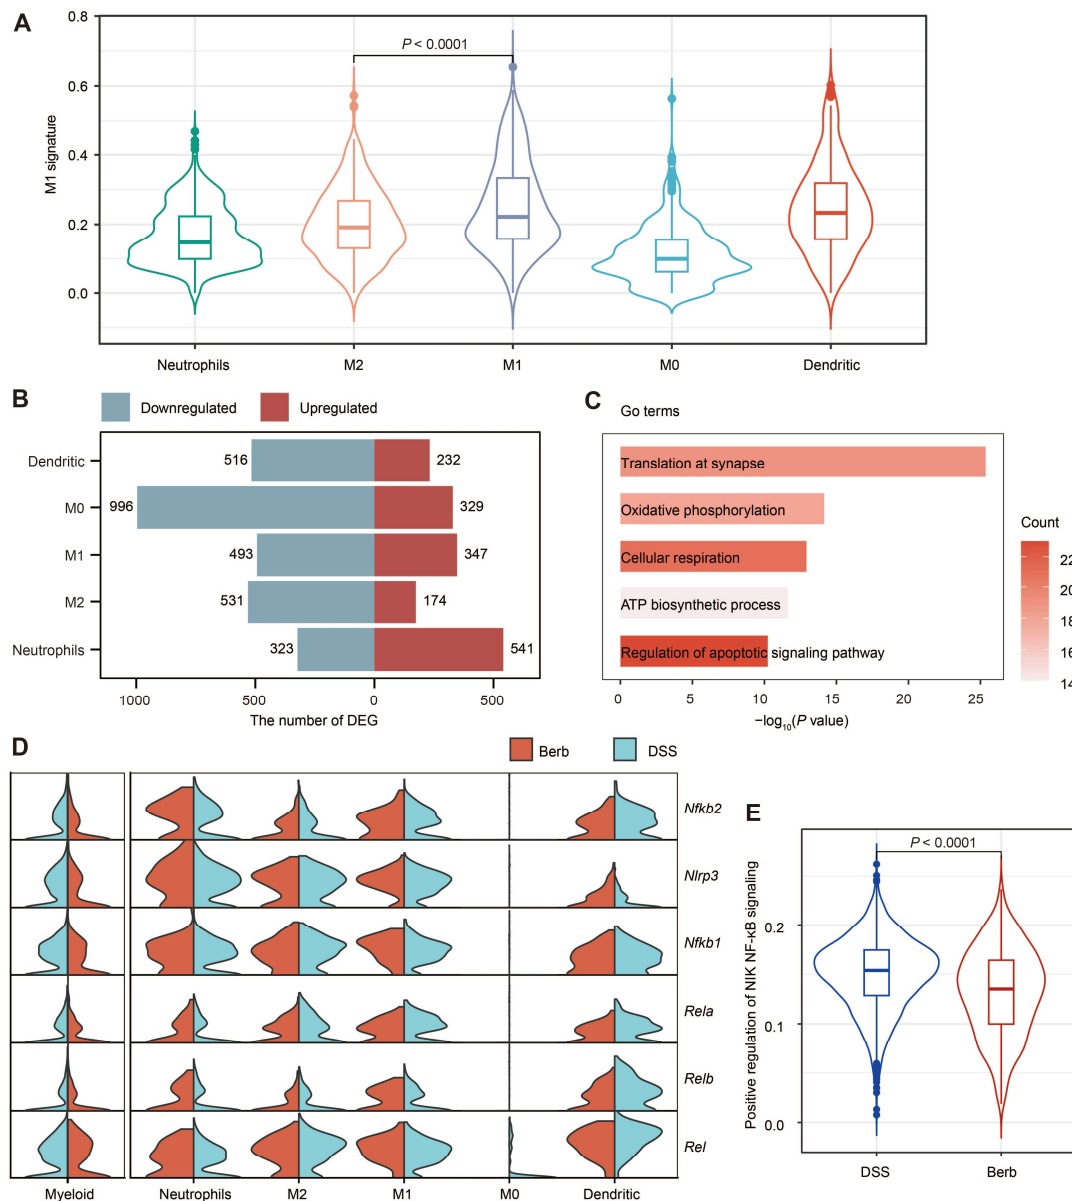 A
0.8
0.6
0.4
0.2
0.0
M1 signature
P < 0.0001
Neutrophils M2 M1 M0 Dendritic
B
Downregulated Upregulated
Dendritic 516 232
M0 996 329
M1 493 347
M2 531 174
Neutrophils 323 541
1000 500 0 500
The number of DEG
C
Go terms
Translation at synapse
Oxidative phosphorylation
Cellular respiration
ATP biosynthetic process
Regulation of apoptotic signaling pathway
0 5 10 15 20 25
−log10(P value)
Count
22
20
18
16
14
D
Berb DSS
Nfkb2
Nlrp3
Nfkb1
Rela
Relb
Rel
Myeloid Neutrophils M2 M1 M0 Dendritic
E
P < 0.0001
0.2
0.1
0.0
Positive regulation of NIK NF-κB signaling
DSS Berb